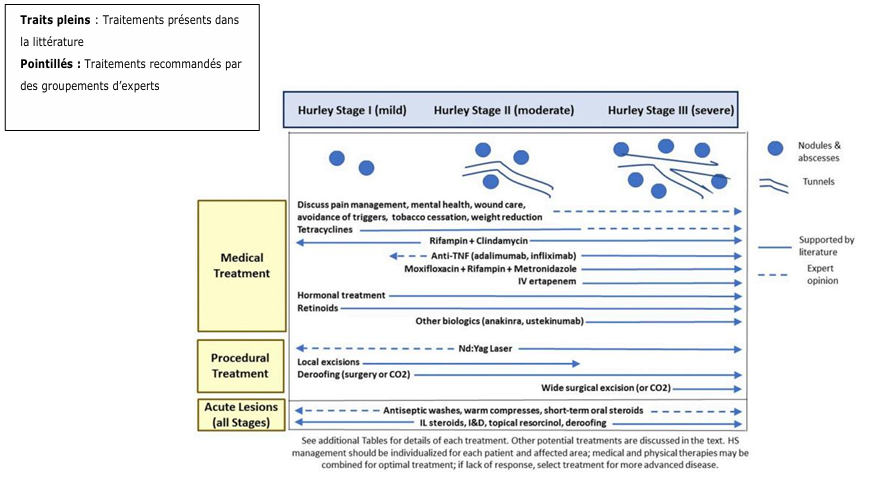 Traits pleins : Traitements présents dans
la littérature
Pointillés : Traitements recommandés par
des groupements d’experts
Hurley Stage I (mild)
Hurley Stage II (moderate)
Hurley Stage III (severe)
Nodules &
abscesses
Tunnels
Supported by
literature
Expert
opinion
Medical
Treatment
Discuss pain management, mental health, wound care,
avoidance of triggers, tobacco cessation, weight reduction
Tetracyclines
Rifampin + Clindamycin
Anti-TNF (adalimumab, infliximab)
Moxifloxacin + Rifampin + Metronidazole
IV ertapenem
Hormonal treatment
Retinoids
Other biologics (anakinra, ustekinumab)
Procedural
Treatment
Nd:Yag Laser
Local excisions
Deroofing (surgery or CO2)
Wide surgical excision (or CO2)
Acute Lesions
(all Stages)
Antiseptic washes, warm compresses, short-term oral steroids
IL steroids, I&D, topical resorcinol, deroofing
See additional Tables for details of each treatment. Other potential treatments are discussed in the text. HS
management should be individualized for each patient and affected area; medical and physical therapies may be
combined for optimal treatment; if lack of response, select treatment for more advanced disease.